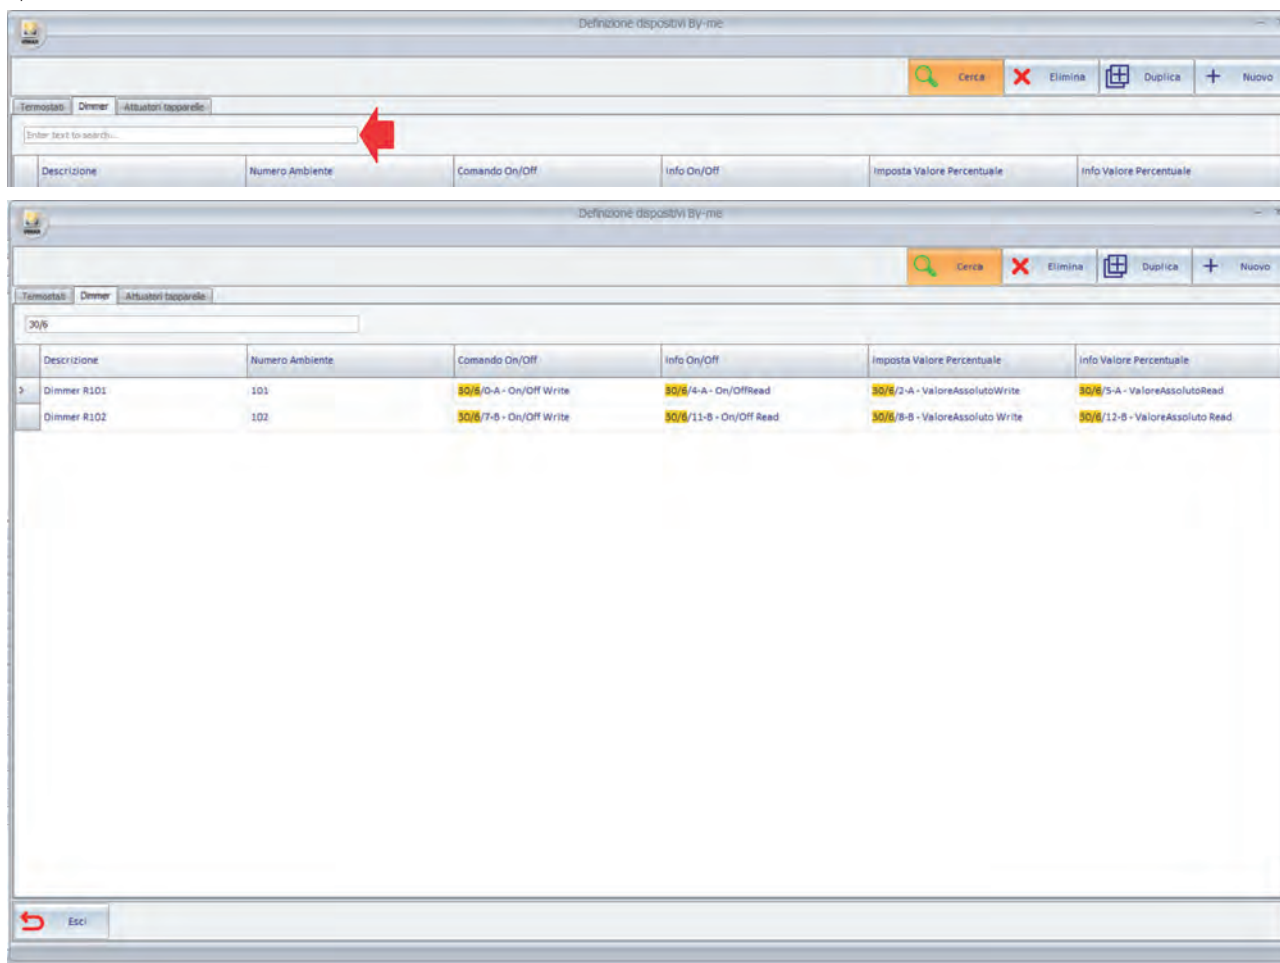 Definizione dispositivi By-me
VIMAR
Cerca Elimina Duplica Nuovo
Termostati Dimmer Attuatori tapparelle
Enter text to search...
Descrizione Numero Ambiente Comando On/Off Info On/Off Imposta Valore Percentuale Info Valore Percentuale
Definizione dispositivi By-me
VIMAR
Cerca Elimina Duplica Nuovo
Termostati Dimmer Attuatori tapparelle
30/6
Descrizione Numero Ambiente Comando On/Off Info On/Off Imposta Valore Percentuale Info Valore Percentuale
Dimmer R101 101 30/6/0-A - On/Off Write 30/6/4-A - On/OffRead 30/6/2-A - ValoreAssolutoWrite 30/6/5-A - ValoreAssolutoRead
Dimmer R102 102 30/6/7-B - On/Off Write 30/6/11-B - On/Off Read 30/6/8-B - ValoreAssoluto Write 30/6/12-B - ValoreAssoluto Read
Esci